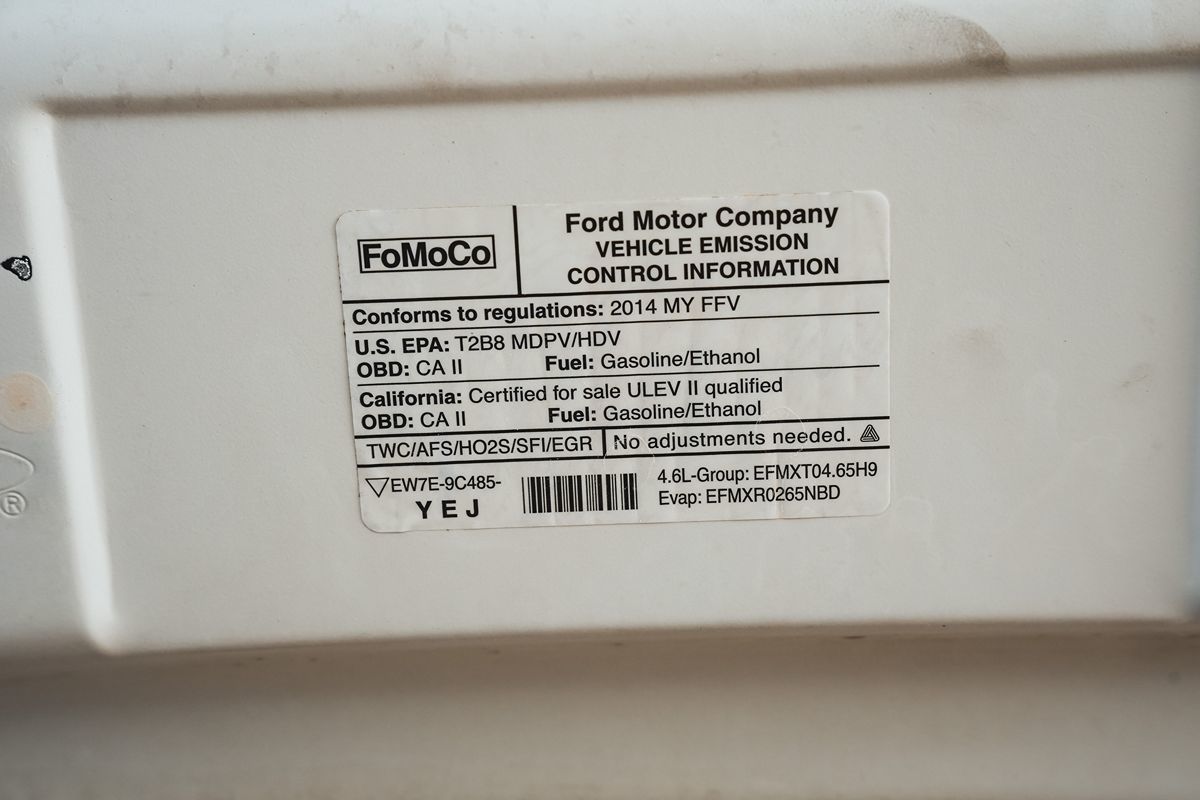 FoMoCo
Ford Motor Company
VEHICLE EMISSION
CONTROL INFORMATION
Conforms to regulations: 2014 MY FFV
U.S. EPA: T2B8 MDPV/HDV
OBD: CA II Fuel: Gasoline/Ethanol
California: Certified for sale ULEV II qualified
OBD: CA II Fuel: Gasoline/Ethanol
TWC/AFS/HO2S/SFI/EGR No adjustments needed.
EW7E-9C485-
YEJ
4.6L-Group: EFMXT04.65H9
Evap: EFMXR0265NBD
®